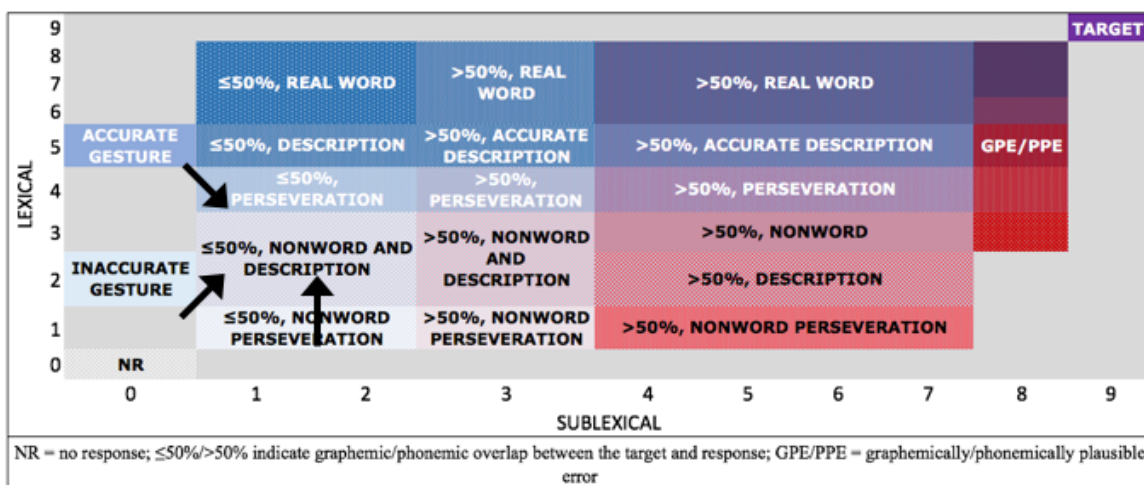 9 TARGET
8
7 ≤50%, REAL WORD >50%, REAL WORD >50%, REAL WORD
6
5 ACCURATE GESTURE ≤50%, DESCRIPTION >50%, ACCURATE DESCRIPTION >50%, ACCURATE DESCRIPTION GPE/PPE
LEXICAL
4 ≤50%, PERSEVERATION >50%, PERSEVERATION >50%, PERSEVERATION
3 >50%, NONWORD
≤50%, NONWORD AND DESCRIPTION >50%, NONWORD AND DESCRIPTION
2 INACCURATE GESTURE >50%, DESCRIPTION
1 ≤50%, NONWORD PERSEVERATION >50%, NONWORD PERSEVERATION >50%, NONWORD PERSEVERATION
0 NR
0 1 2 3 4 5 6 7 8 9
SUBLEXICAL
NR = no response; ≤50%/>50% indicate graphemic/phonemic overlap between the target and response; GPE/PPE = graphemically/phonemically plausible
error